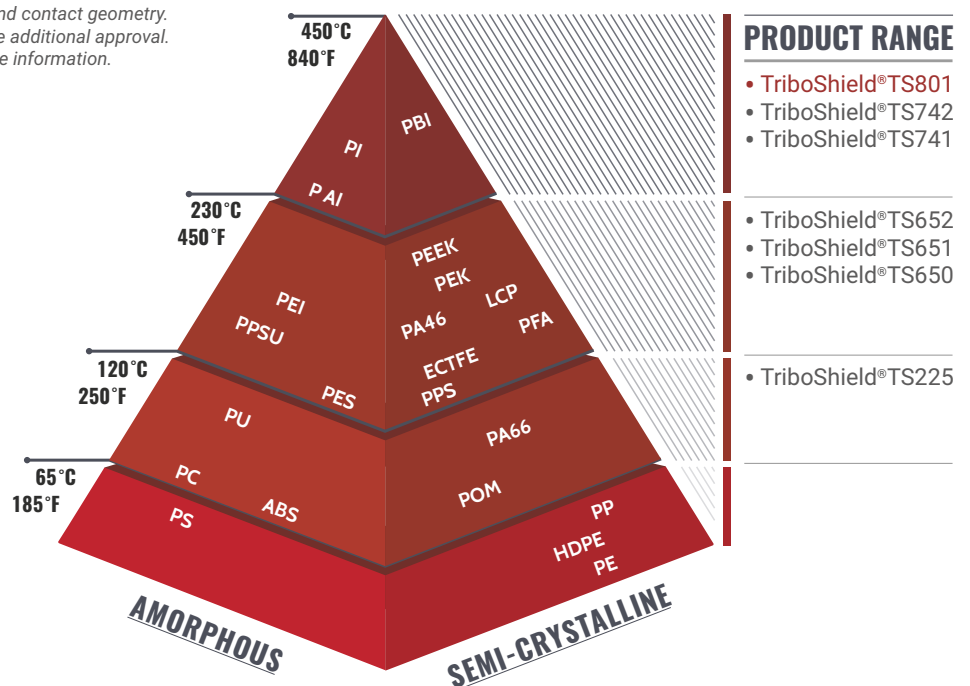 nd contact geometry.
e additional approval.
e information.
450°C
840°F
PRODUCT RANGE
• TriboShield®TS801
• TriboShield®TS742
• TriboShield®TS741
PBI
PI
P AI
230°C
450°F
• TriboShield®TS652
• TriboShield®TS651
• TriboShield®TS650
PEEK
PEK
LCP
PEI
PA46
PFA
PPSU
ECTFE
PPS
PES
120°C
250°F
• TriboShield®TS225
PU
PA66
PC
POM
ABS
65°C
185°F
PS
PP
HDPE
PE
AMORPHOUS
SEMI-CRYSTALLINE